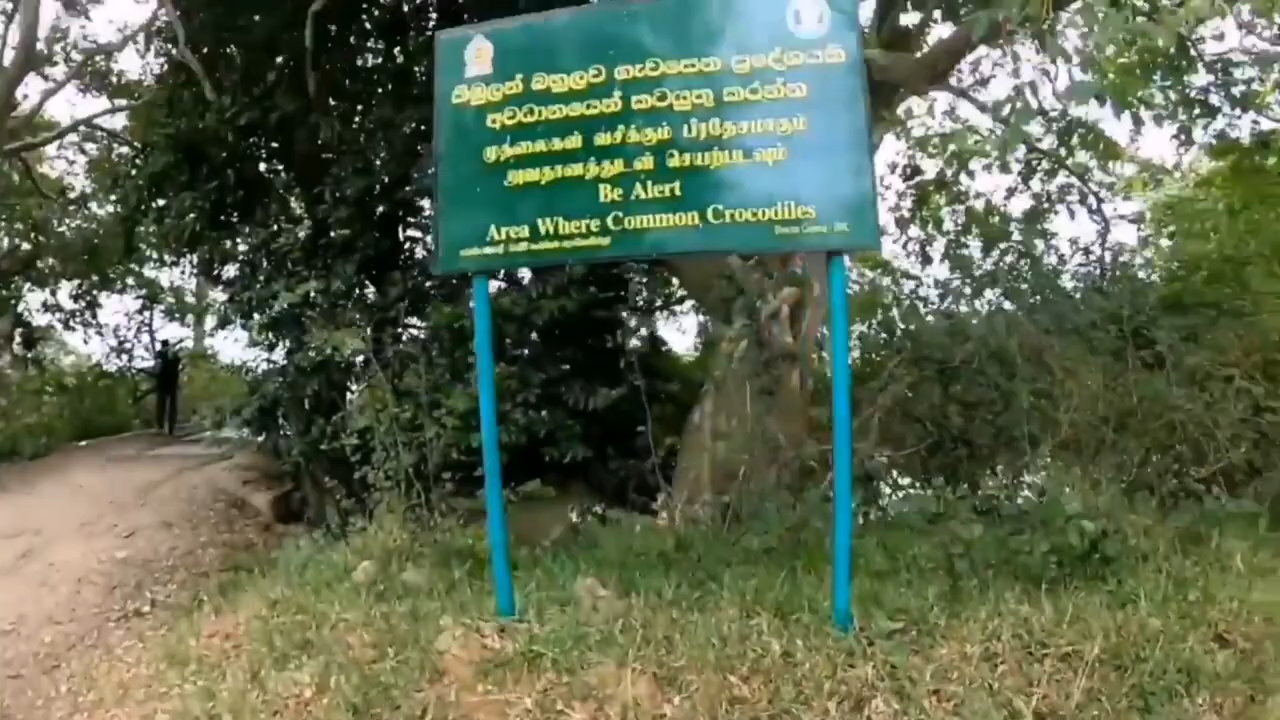 කිඹුලන් බහුලව ගැවසෙන ප්‍රදේශයකි
අවධානයෙන් කටයුතු කරන්න
முதலைகள் வசிக்கும் பிரதேசமாகும்
அவதானத்துடன் செயற்படவும்
Be Alert
Area Where Common Crocodiles